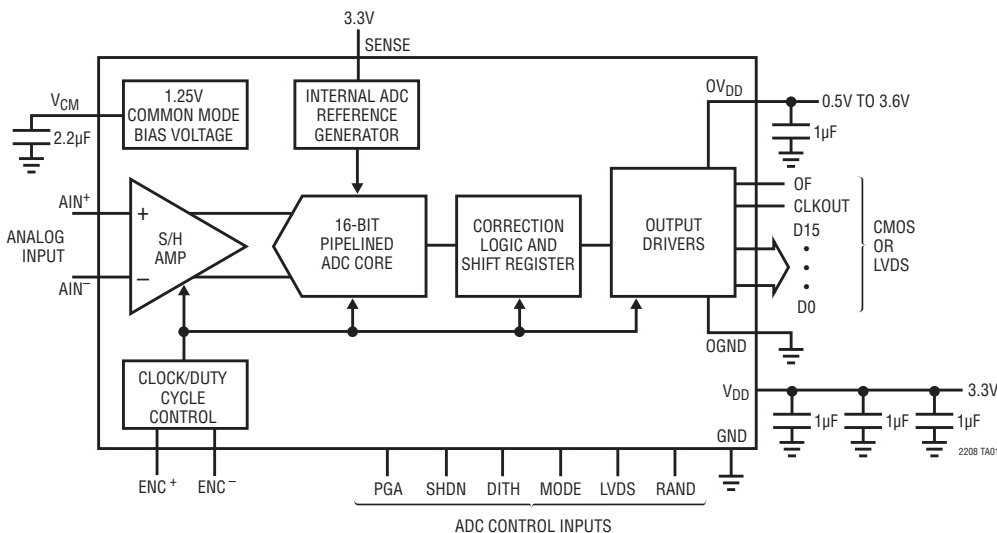 3.3V
SENSE
V_CM
2.2µF
1.25V
COMMON MODE
BIAS VOLTAGE
INTERNAL ADC
REFERENCE
GENERATOR
OV_DD
0.5V TO 3.6V
1µF
AIN⁺
ANALOG
INPUT
AIN⁻
+
S/H
AMP
−
16-BIT
PIPELINED
ADC CORE
CORRECTION
LOGIC AND
SHIFT REGISTER
OUTPUT
DRIVERS
OF
CLKOUT
D15
•
•
•
D0
CMOS
OR
LVDS
OGND
CLOCK/DUTY
CYCLE
CONTROL
V_DD
3.3V
1µF
1µF
1µF
GND
2208 TA01
ENC⁺
ENC⁻
PGA
SHDN
DITH
MODE
LVDS
RAND
ADC CONTROL INPUTS